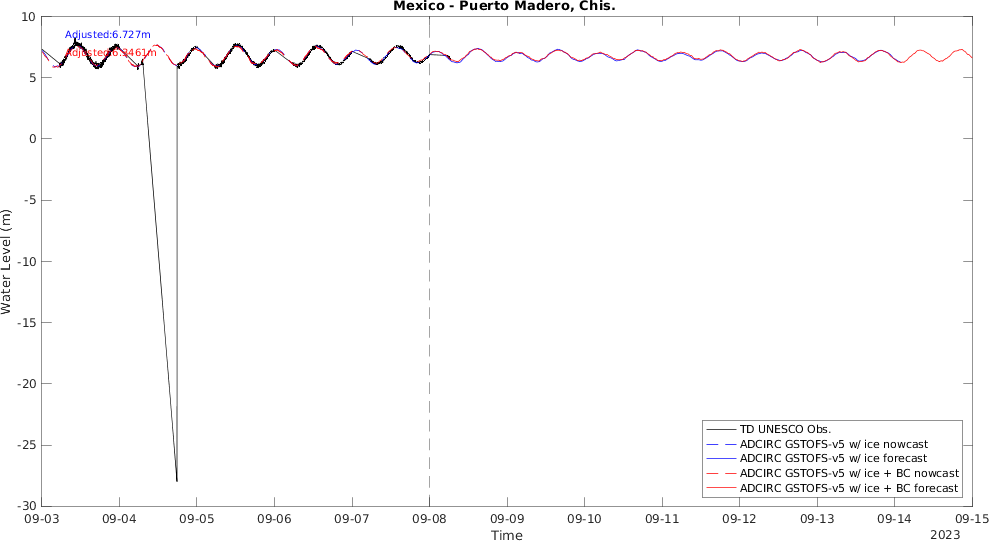 Mexico - Puerto Madero, Chis.
Adjusted:6.727m
10
5
0
-5
-10
-15
-20
-25
-30
Water Level (m)
TD UNESCO Obs.
ADCIRC GSTOFS-v5 w/ ice nowcast
ADCIRC GSTOFS-v5 w/ ice forecast
ADCIRC GSTOFS-v5 w/ ice + BC nowcast
ADCIRC GSTOFS-v5 w/ ice + BC forecast
09-03 09-04 09-05 09-06 09-07 09-08 09-09 09-10 09-11 09-12 09-13 09-14 09-15
Time
2023